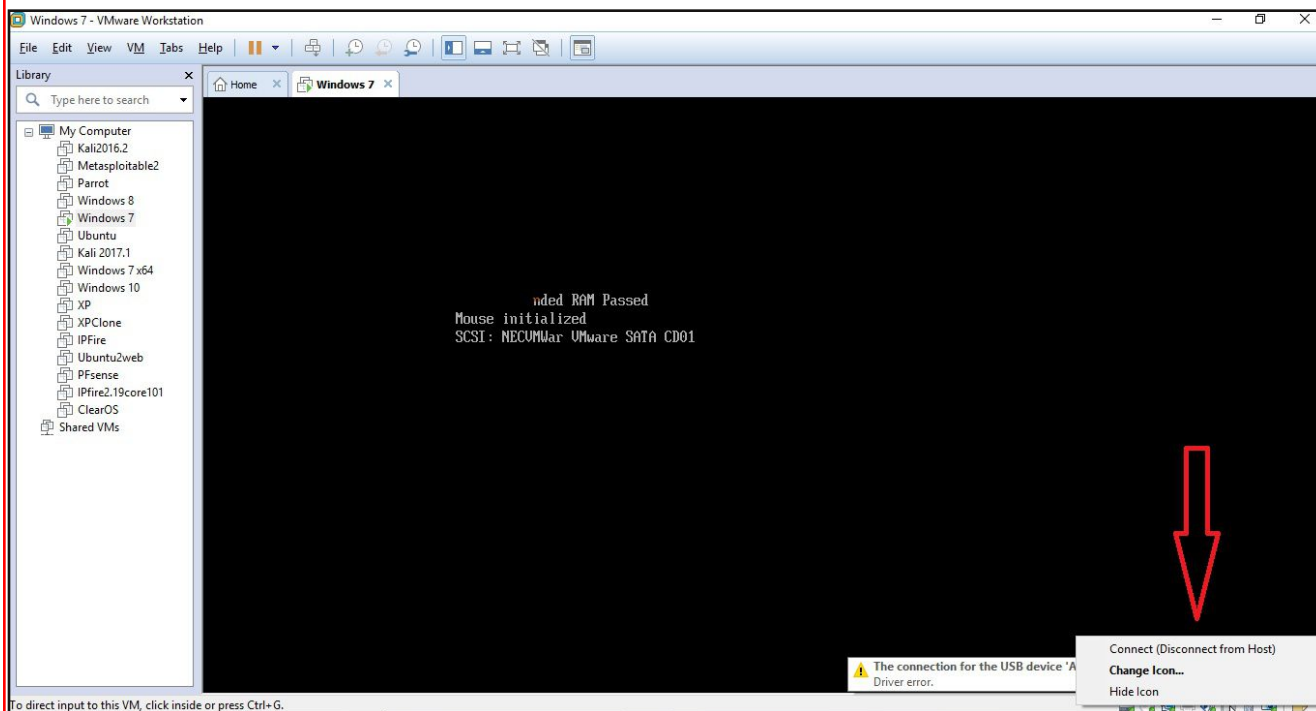 Windows 7 - VMware Workstation
File Edit View VM Tabs Help
Library
Type here to search
My Computer
Kali2016.2
Metasploitable2
Parrot
Windows 8
Windows 7
Ubuntu
Kali 2017.1
Windows 7 x64
Windows 10
XP
XPClone
IPFire
Ubuntu2web
PFsense
IPfire2.19core101
ClearOS
Shared VMs
Home
Windows 7
nded RAM Passed
Mouse initialized
SCSI: NECVMWar VMware SATA CD01
The connection for the USB device 'A
Driver error.
Connect (Disconnect from Host)
Change Icon...
Hide Icon
To direct input to this VM, click inside or press Ctrl+G.